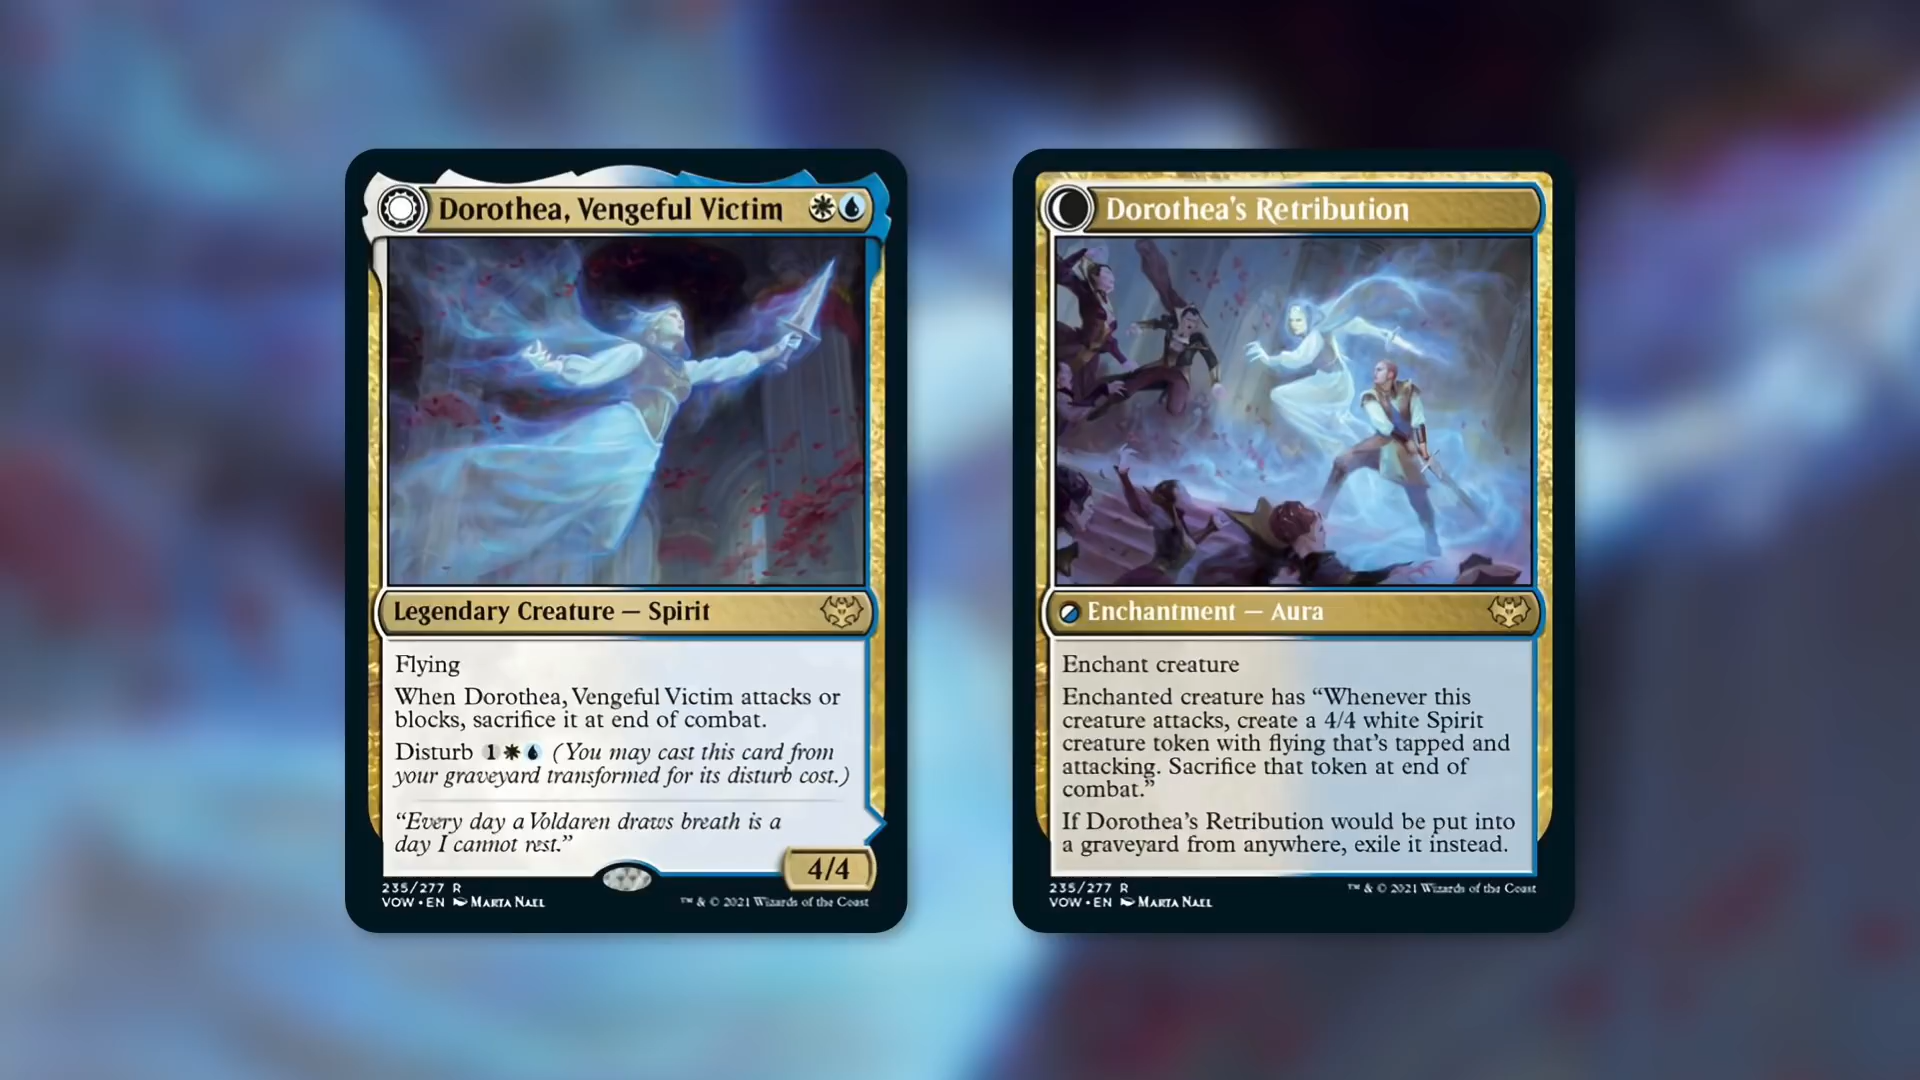 Dorothea, Vengeful Victim
Legendary Creature — Spirit
Flying
When Dorothea, Vengeful Victim attacks or
blocks, sacrifice it at end of combat.
Disturb 1 (You may cast this card from
your graveyard transformed for its disturb cost.)
“Every day a Voldaren draws breath is a
day I cannot rest.”
4/4
235/277 R
VOW • EN Marta Nael
™ & © 2021 Wizards of the Coast
Dorothea's Retribution
Enchantment — Aura
Enchant creature
Enchanted creature has “Whenever this
creature attacks, create a 4/4 white Spirit
creature token with flying that's tapped and
attacking. Sacrifice that token at end of
combat.”
If Dorothea's Retribution would be put into
a graveyard from anywhere, exile it instead.
235/277 R
VOW • EN Marta Nael
™ & © 2021 Wizards of the Coast